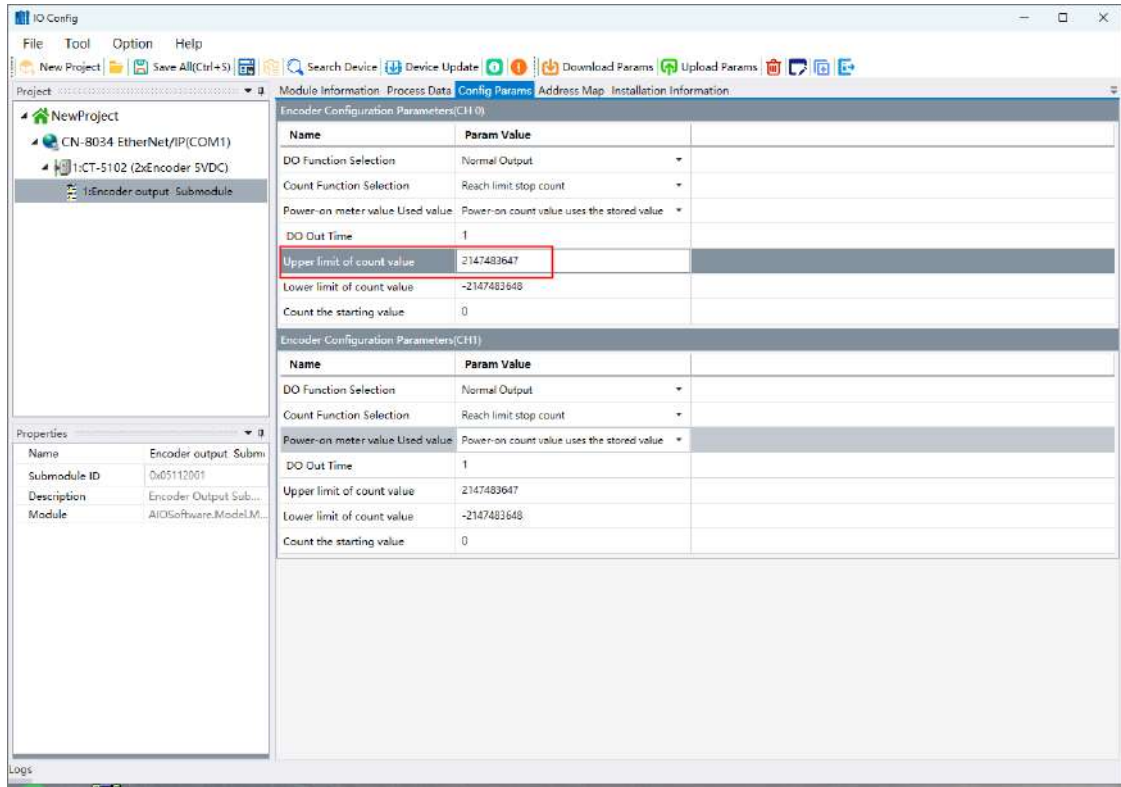 IO Config
File Tool Option Help
New Project Save All(Ctrl+S) Search Device Device Update Download Params Upload Params
Project
NewProject
CN-8034 EtherNet/IP(COM1)
1:CT-5102 (2xEncoder 5VDC)
1:Encoder output Submodule
Module Information Process Data Config Params Address Map Installation Information
Encoder Configuration Parameters(CH 0)
Name Param Value
DO Function Selection Normal Output
Count Function Selection Reach limit stop count
Power-on meter value Used value Power-on count value uses the stored value
DO Out Time 1
Upper limit of count value 2147483647
Lower limit of count value -2147483648
Count the starting value 0
Encoder Configuration Parameters(CH1)
Name Param Value
DO Function Selection Normal Output
Count Function Selection Reach limit stop count
Power-on meter value Used value Power-on count value uses the stored value
DO Out Time 1
Upper limit of count value 2147483647
Lower limit of count value -2147483648
Count the starting value 0
Properties
Name Encoder output Subm
Submodule ID 0x05112001
Description Encoder Output Sub...
Module AIOSoftware.Model.M...
Logs